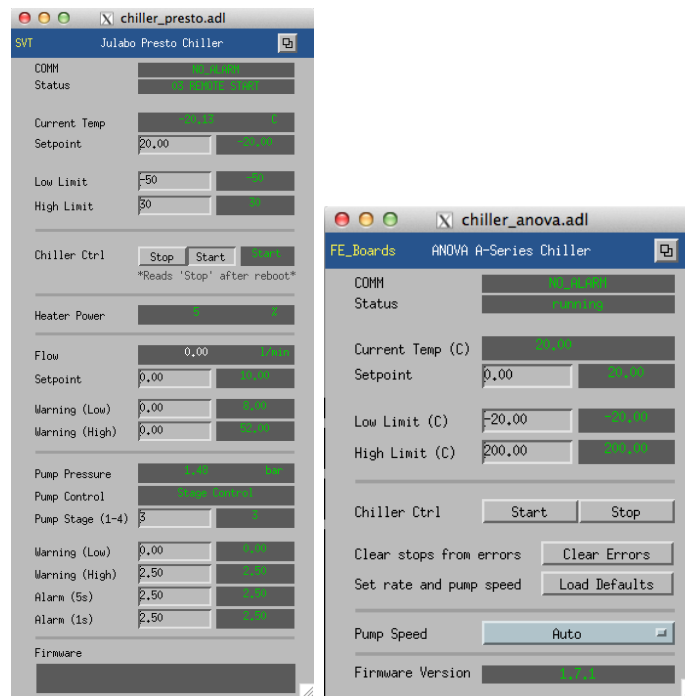 chiller_presto.adl
SVT Julabo Presto Chiller
COMM NO_ALARM
Status 03 REMOTE START
Current Temp -20.13 C
Setpoint 20.00 -20.00
Low Limit -50 -50
High Limit 30 30
Chiller Ctrl Stop Start Start
*Reads 'Stop' after reboot*
Heater Power 5 %
Flow 0.00 l/min
Setpoint 0.00 10.00
Warning (Low) 0.00 8.00
Warning (High) 0.00 52.00
Pump Pressure 1.48 bar
Pump Control Stage Control
Pump Stage (1-4) 3 3
Warning (Low) 0.00 0.00
Warning (High) 2.50 2.50
Alarm (5s) 2.50 2.50
Alarm (1s) 2.50 2.50
Firmware
chiller_anova.adl
FE_Boards ANOVA A-Series Chiller
COMM NO_ALARM
Status running
Current Temp (C) 20.00
Setpoint 0.00 20.00
Low Limit (C) -20.00 -20.00
High Limit (C) 200.00 200.00
Chiller Ctrl Start Stop
Clear stops from errors Clear Errors
Set rate and pump speed Load Defaults
Pump Speed Auto
Firmware Version 1.7.1